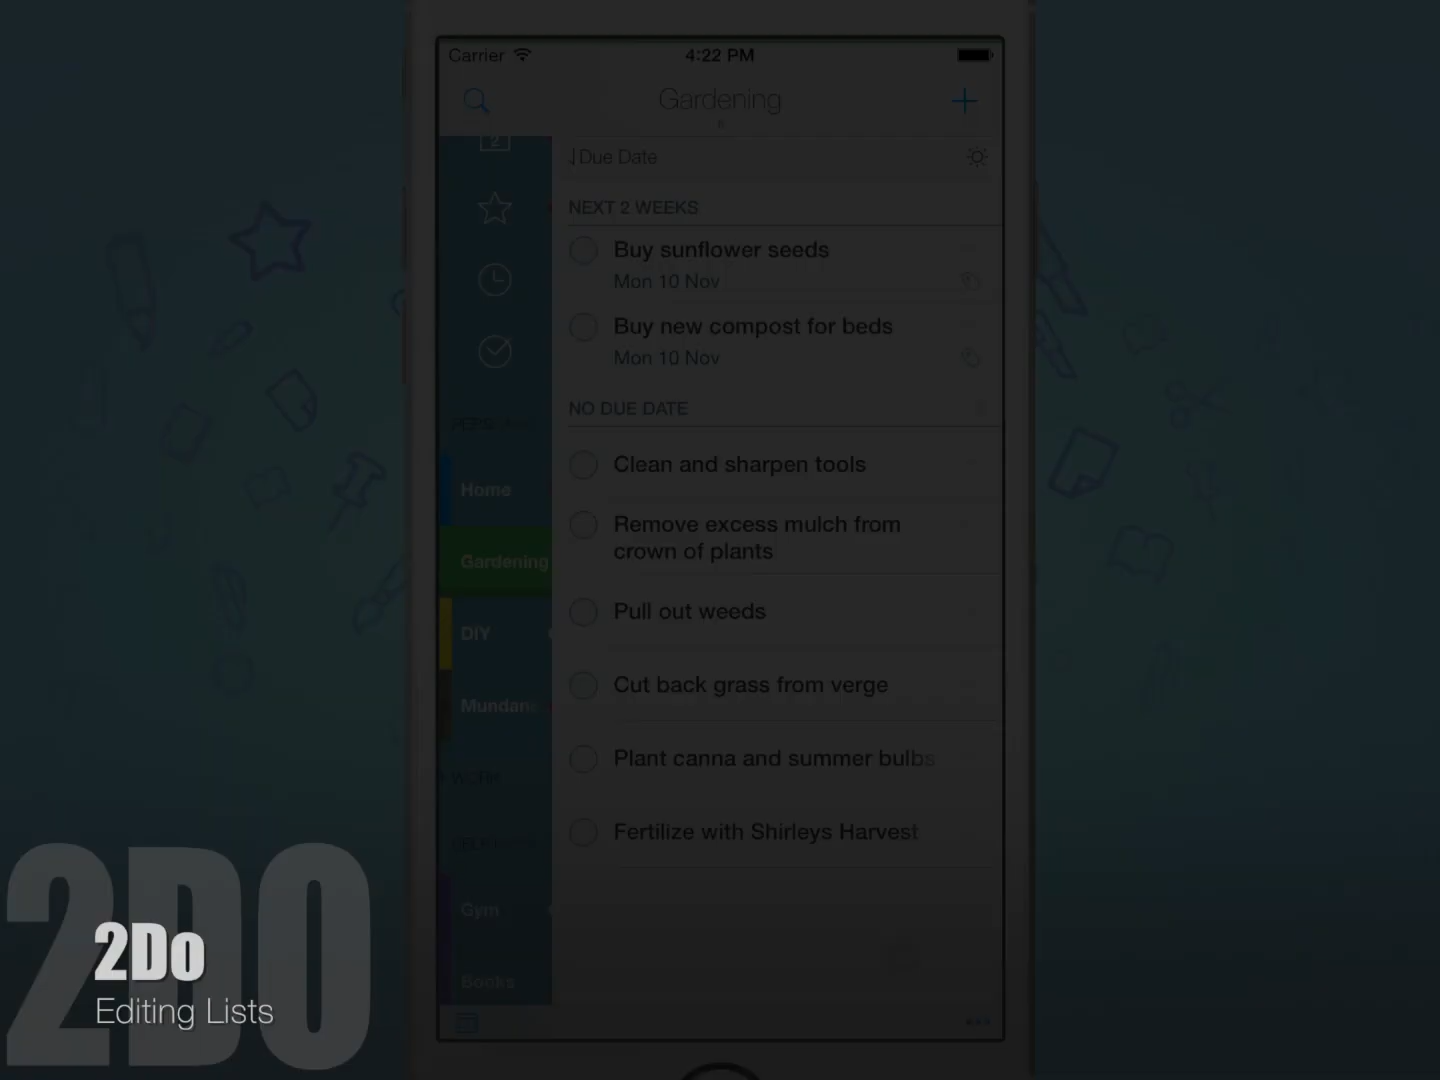 Carrier
4:22 PM
Gardening
2
Due Date
NEXT 2 WEEKS
Buy sunflower seeds
Mon 10 Nov
Buy new compost for beds
Mon 10 Nov
NO DUE DATE
Clean and sharpen tools
Remove excess mulch from
crown of plants
Pull out weeds
Cut back grass from verge
Plant canna and summer bulbs
Fertilize with Shirleys Harvest
Home
Gardening
DIY
Mundane
WORK
Gym
Books
2DO
2Do
Editing Lists